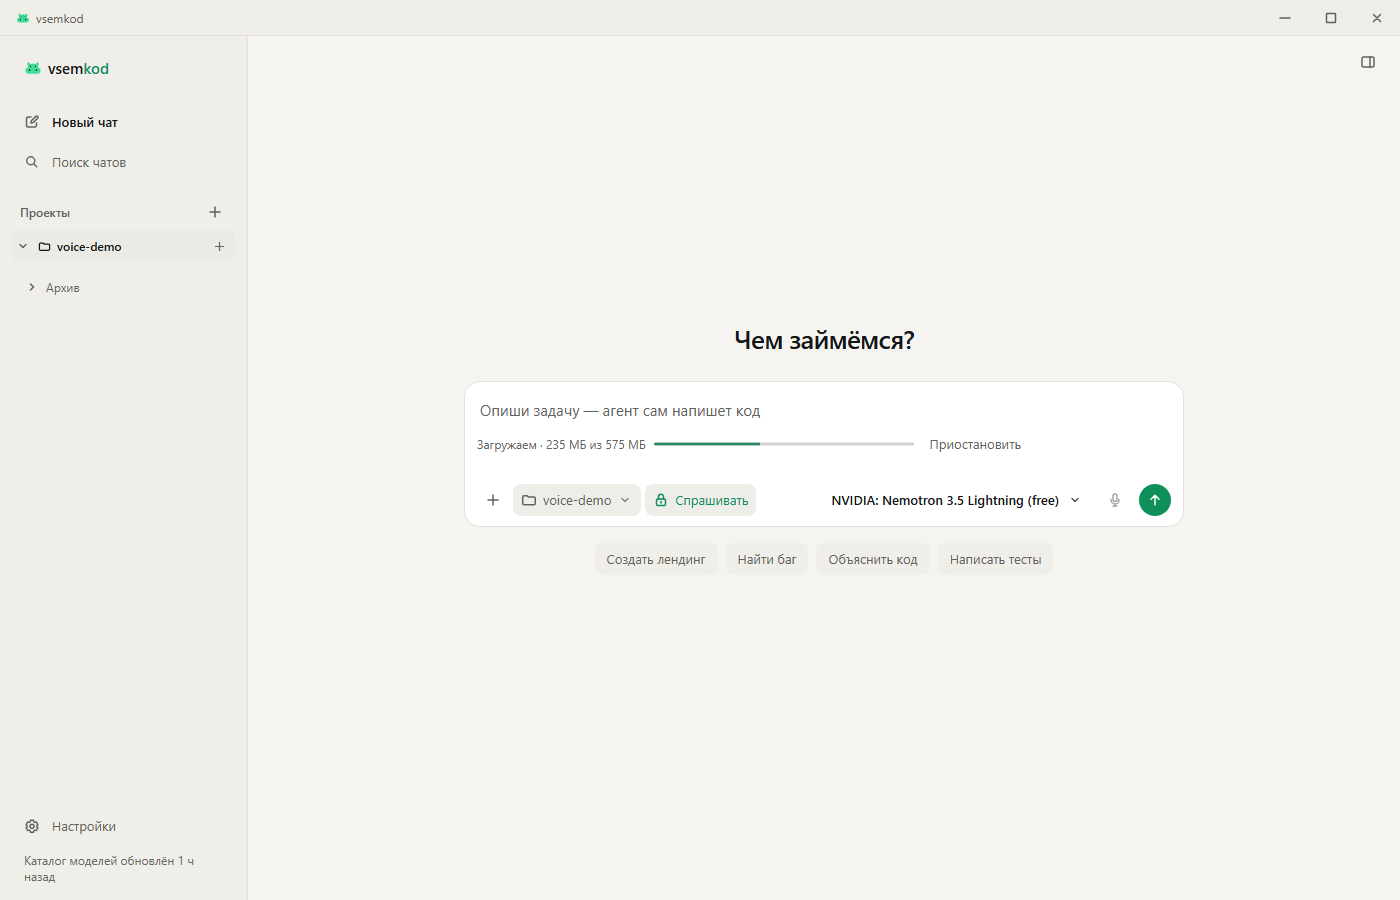 vsemkod
vsemkod
Новый чат
Поиск чатов
Проекты
voice-demo
Архив
Чем займёмся?
Опиши задачу — агент сам напишет код
Загружаем · 235 МБ из 575 МБ
Приостановить
voice-demo
Спрашивать
NVIDIA: Nemotron 3.5 Lightning (free)
Создать лендинг
Найти баг
Объяснить код
Написать тесты
Настройки
Каталог моделей обновлён 1 ч
назад